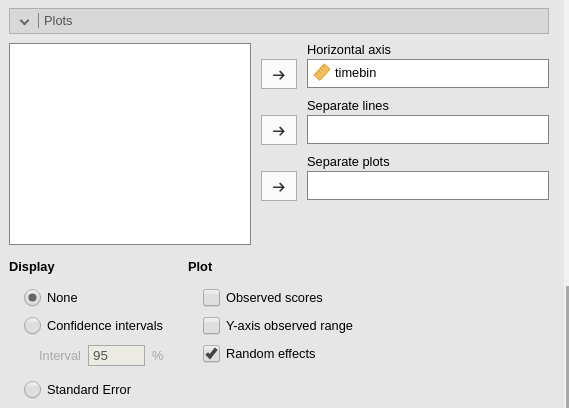 Plots
Horizontal axis
timebin
Separate lines
Separate plots
Display
Plot
None
Observed scores
Confidence intervals
Y-axis observed range
Interval 95 %
Random effects
Standard Error